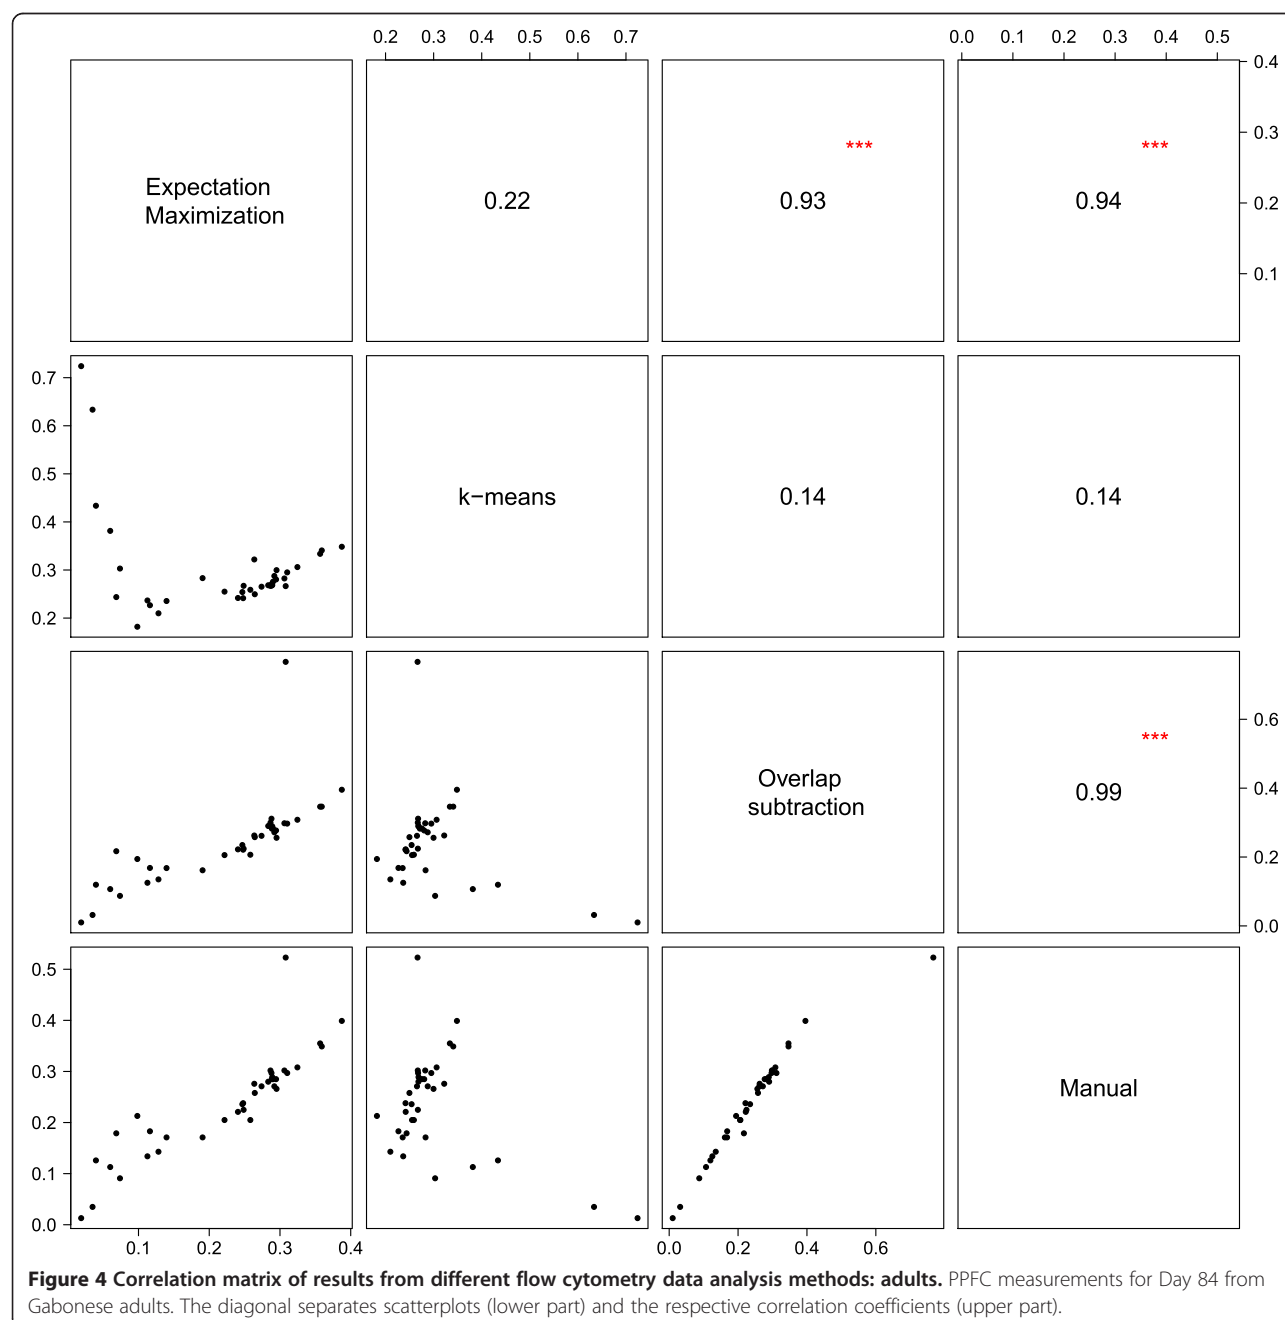 0.2 0.3 0.4 0.5 0.6 0.7 0.0 0.1 0.2 0.3 0.4 0.5
0.4
0.3
0.2
0.1
Expectation
Maximization
0.22
***
0.93
***
0.94
0.7
0.6
0.5
0.4
0.3
0.2
k−means
0.14
0.14
Overlap
subtraction
***
0.99
0.6
0.4
0.2
0.0
0.5
0.4
0.3
0.2
0.1
0.0
Manual
0.1 0.2 0.3 0.4 0.0 0.2 0.4 0.6
Figure 4 Correlation matrix of results from different flow cytometry data analysis methods: adults. PPFC measurements for Day 84 from
Gabonese adults. The diagonal separates scatterplots (lower part) and the respective correlation coefficients (upper part).